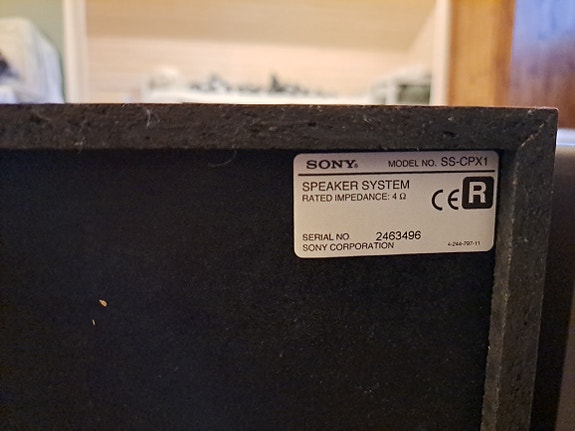 SONY® MODEL NO. SS-CPX1
SPEAKER SYSTEM
RATED IMPEDANCE: 4 Ω
CE R
SERIAL NO 2463496
SONY CORPORATION 4-244-797-11